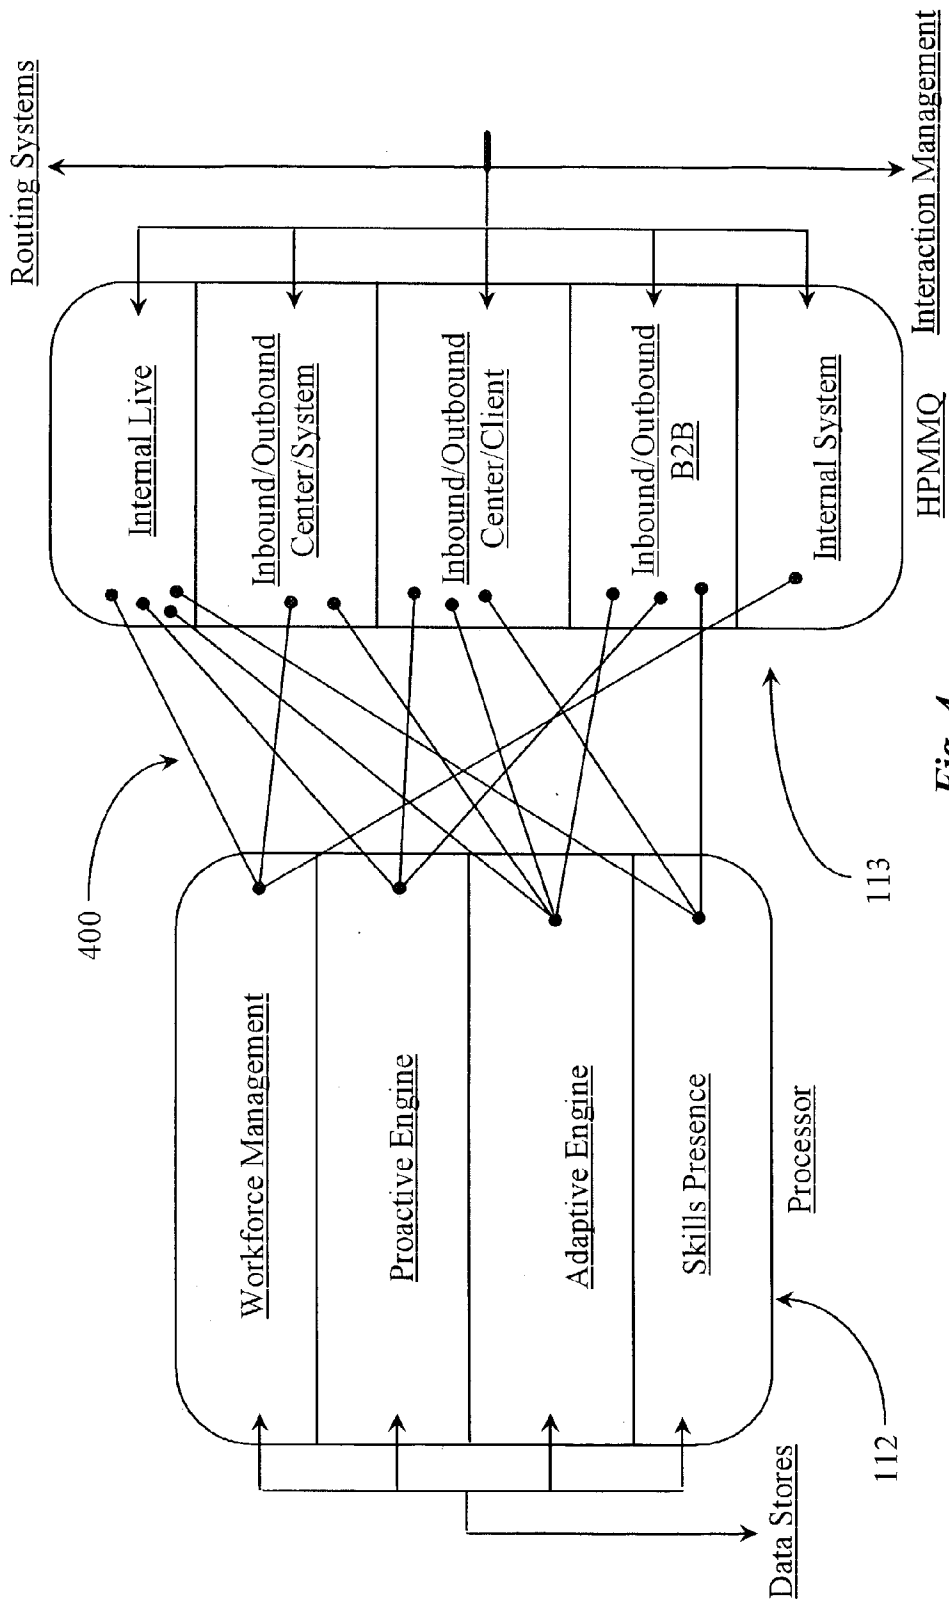 Routing Systems
Internal Live
Inbound/Outbound
Center/System
Inbound/Outbound
Center/Client
Inbound/Outbound
B2B
Internal System
HPMMQ
Interaction Management
400
113
Fig. 4
Workforce Management
Proactive Engine
Adaptive Engine
Skills Presence
Processor
112
Data Stores